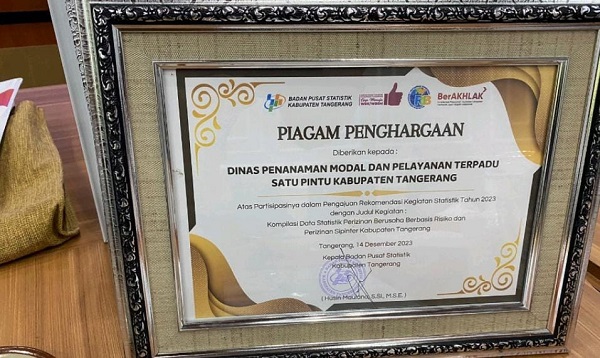 BADAN PUSAT STATISTIK
KABUPATEN TANGERANG
RB
BerAKHLAK
PIAGAM PENGHARGAAN
Diberikan kepada :
DINAS PENANAMAN MODAL DAN PELAYANAN TERPADU
SATU PINTU KABUPATEN TANGERANG
Atas Partisipasinya dalam Pengajuan Rekomendasi Kegiatan Statistik Tahun 2023
dengan Judul Kegiatan :
Kompilasi Data Statistik Perizinan Berusaha Berbasis Risiko dan
Perizinan Sipinter Kabupaten Tangerang
Tangerang, 14 Desember 2023
Kepala Badan Pusat Statistik
Kabupaten Tangerang
S.SI, M.S.E. )